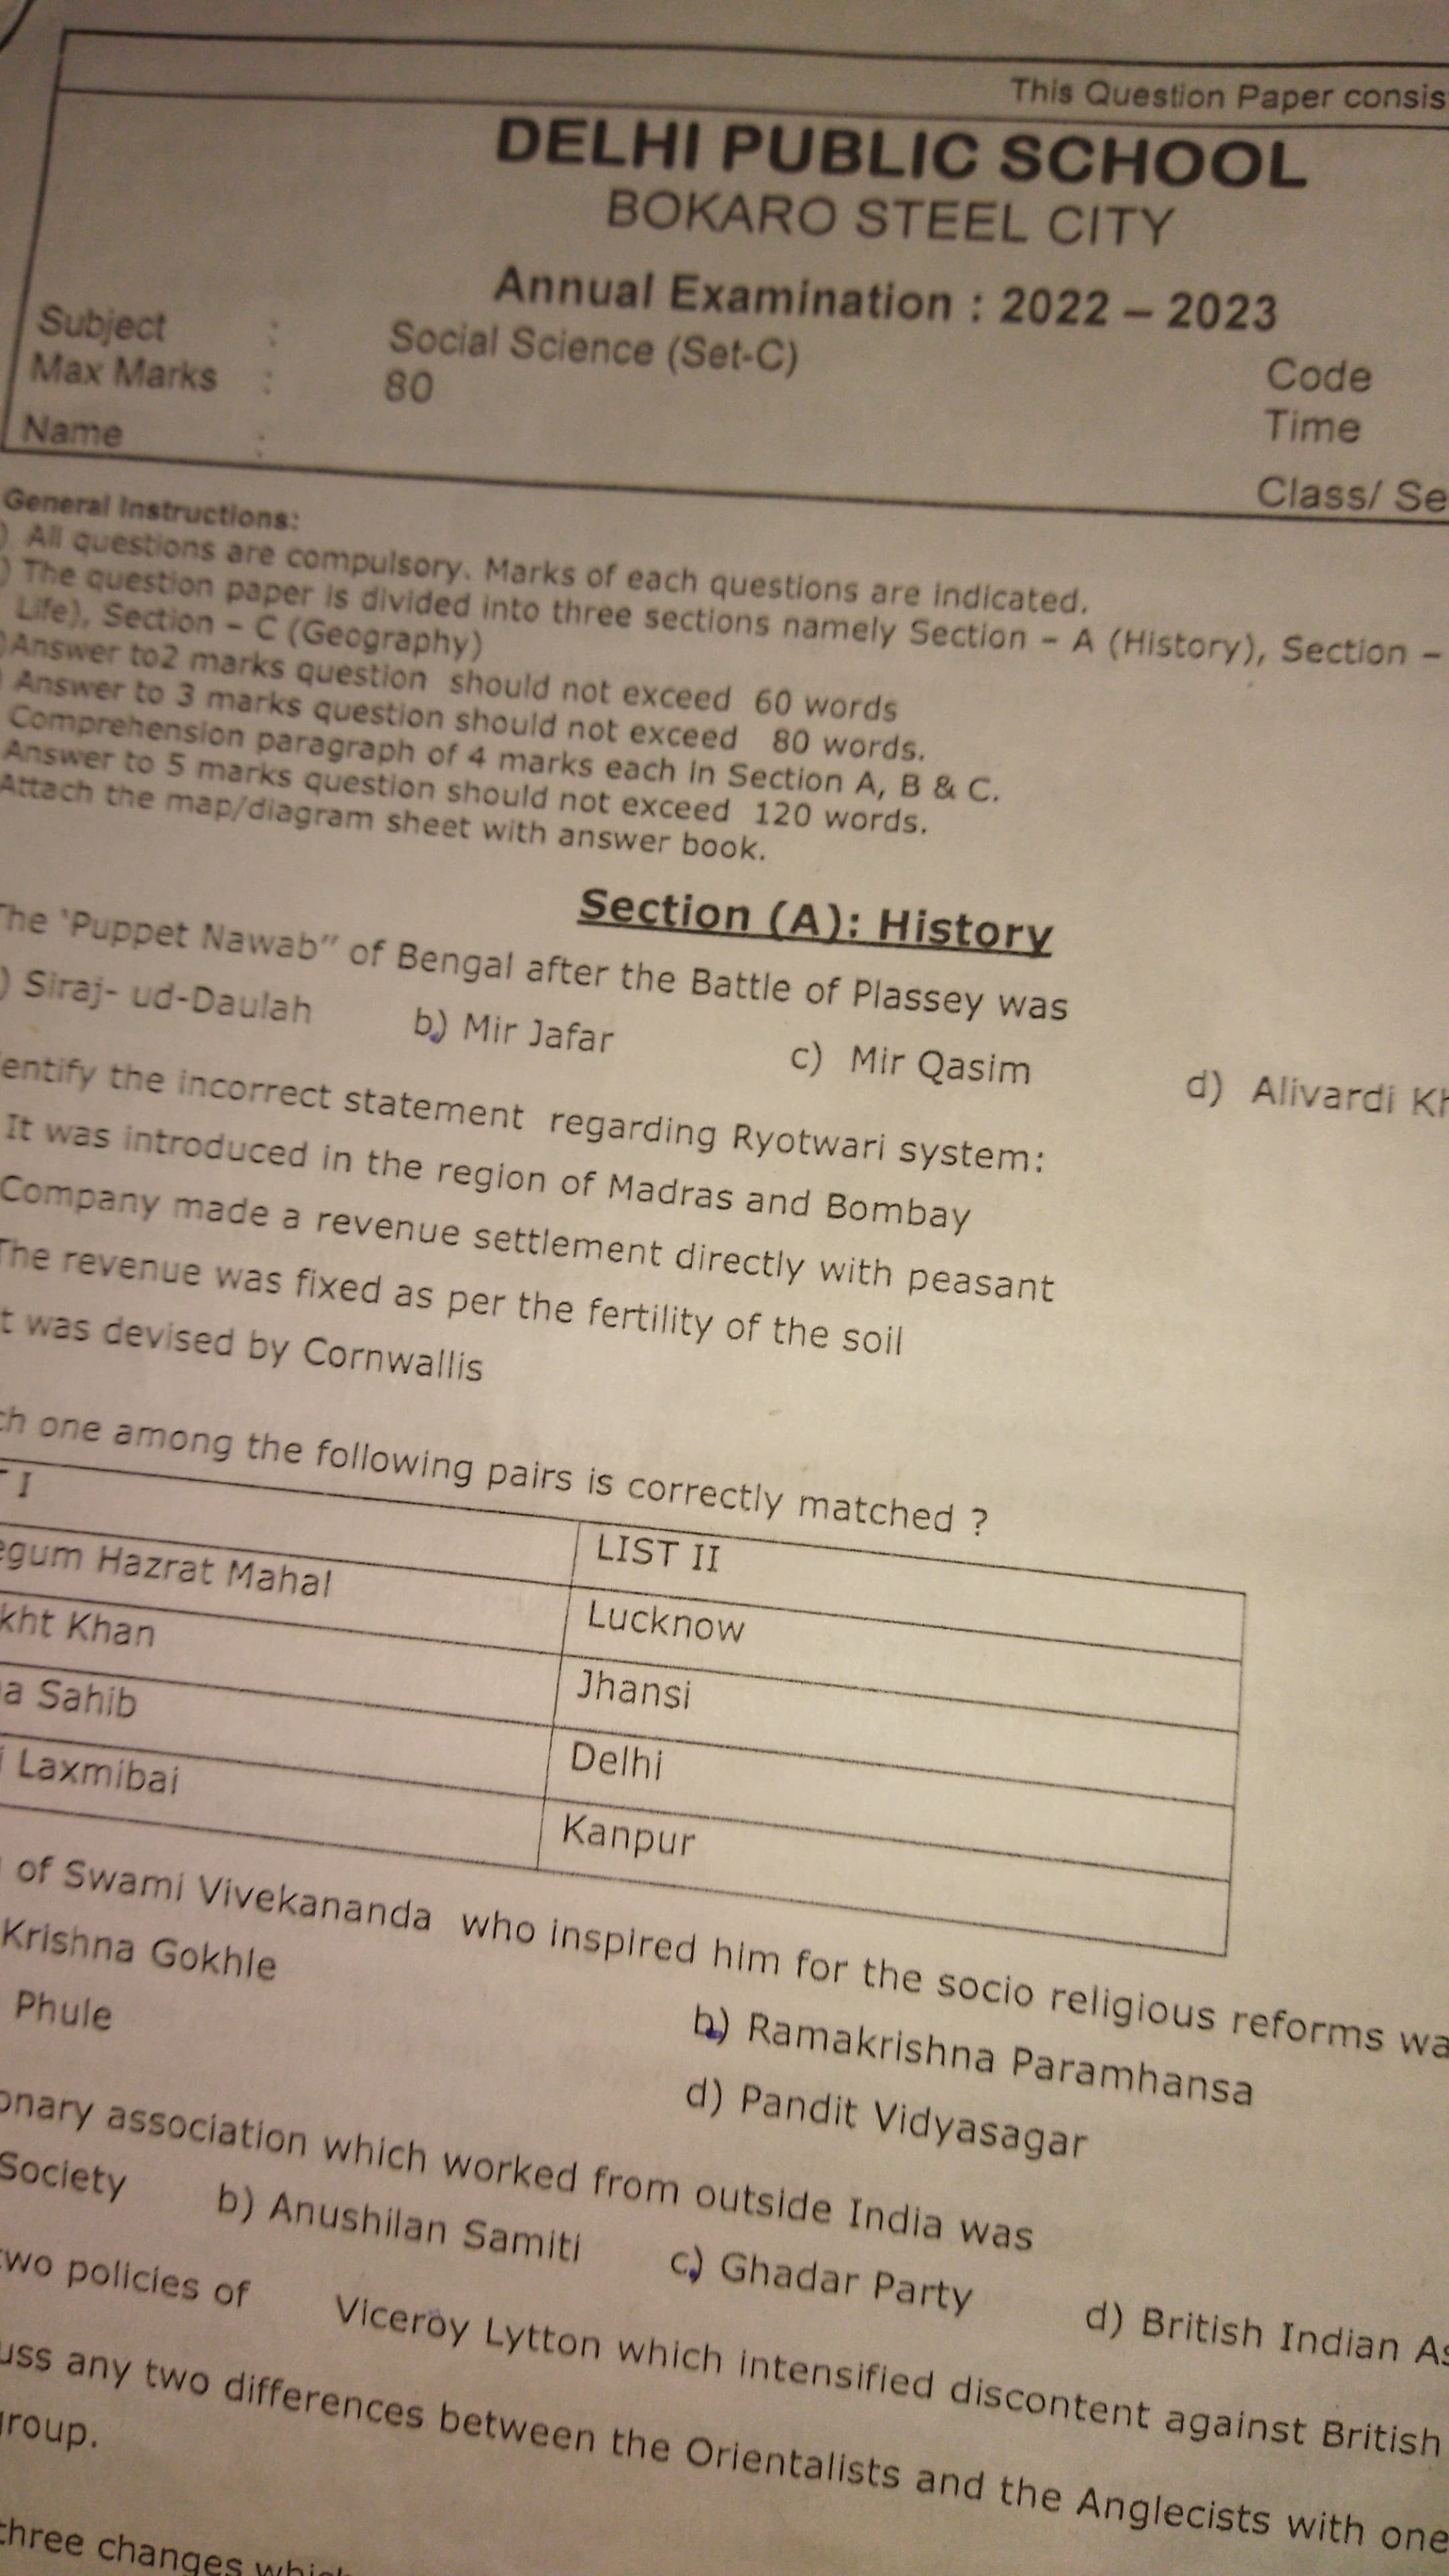 This Question Paper consis
DELHI PUBLIC SCHOOL
BOKARO STEEL CITY
Annual Examination : 2022 – 2023
Subject : Social Science (Set-C) Code
Max Marks : 80 Time
Name : Class/ Se
General Instructions:
) All questions are compulsory. Marks of each questions are indicated.
) The question paper is divided into three sections namely Section – A (History), Section –
Life), Section – C (Geography)
)Answer to2 marks question should not exceed 60 words
Answer to 3 marks question should not exceed 80 words.
Comprehension paragraph of 4 marks each in Section A, B & C.
Answer to 5 marks question should not exceed 120 words.
Attach the map/diagram sheet with answer book.
Section (A): History
The ‘Puppet Nawab” of Bengal after the Battle of Plassey was
) Siraj- ud-Daulah b) Mir Jafar c) Mir Qasim d) Alivardi Kh
entify the incorrect statement regarding Ryotwari system:
It was introduced in the region of Madras and Bombay
Company made a revenue settlement directly with peasant
The revenue was fixed as per the fertility of the soil
t was devised by Cornwallis
ch one among the following pairs is correctly matched ?
T I LIST II
egum Hazrat Mahal Lucknow
kht Khan Jhansi
a Sahib Delhi
i Laxmibai Kanpur
of Swami Vivekananda who inspired him for the socio religious reforms wa
Krishna Gokhle b) Ramakrishna Paramhansa
Phule d) Pandit Vidyasagar
onary association which worked from outside India was
Society b) Anushilan Samiti c) Ghadar Party d) British Indian As
two policies of Viceroy Lytton which intensified discontent against British
uss any two differences between the Orientalists and the Anglecists with one
group.
three changes which